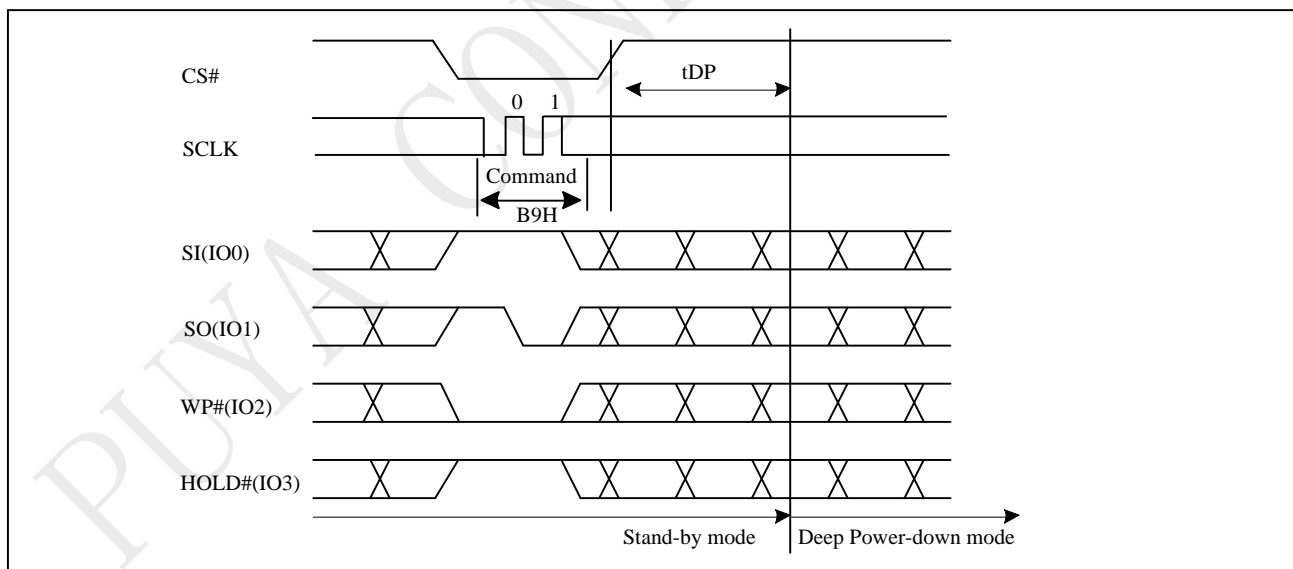 PUYA CON
CS#
tDP
0 1
SCLK
Command
B9H
SI(IO0)
SO(IO1)
WP#(IO2)
HOLD#(IO3)
Stand-by mode
Deep Power-down mode